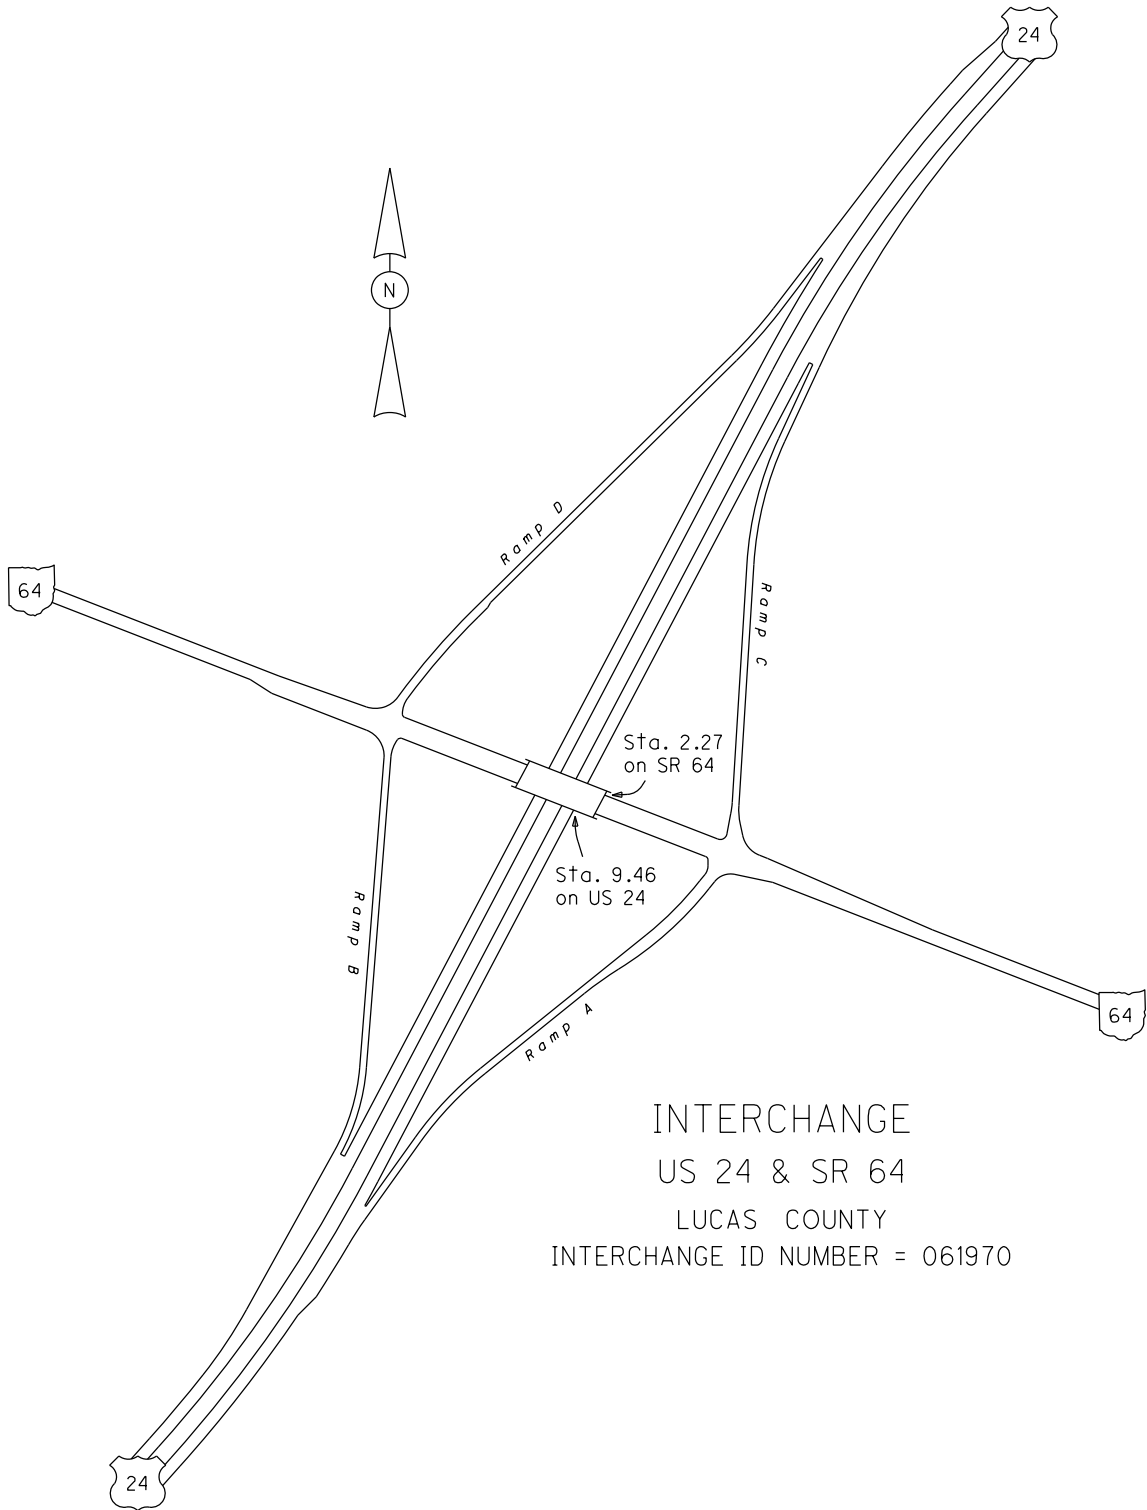 24
N
Ramp D
64
Ramp C
Sta. 2.27
on SR 64
Sta. 9.46
on US 24
Ramp B
64
Ramp A
INTERCHANGE
US 24 & SR 64
LUCAS COUNTY
INTERCHANGE ID NUMBER = 061970
24